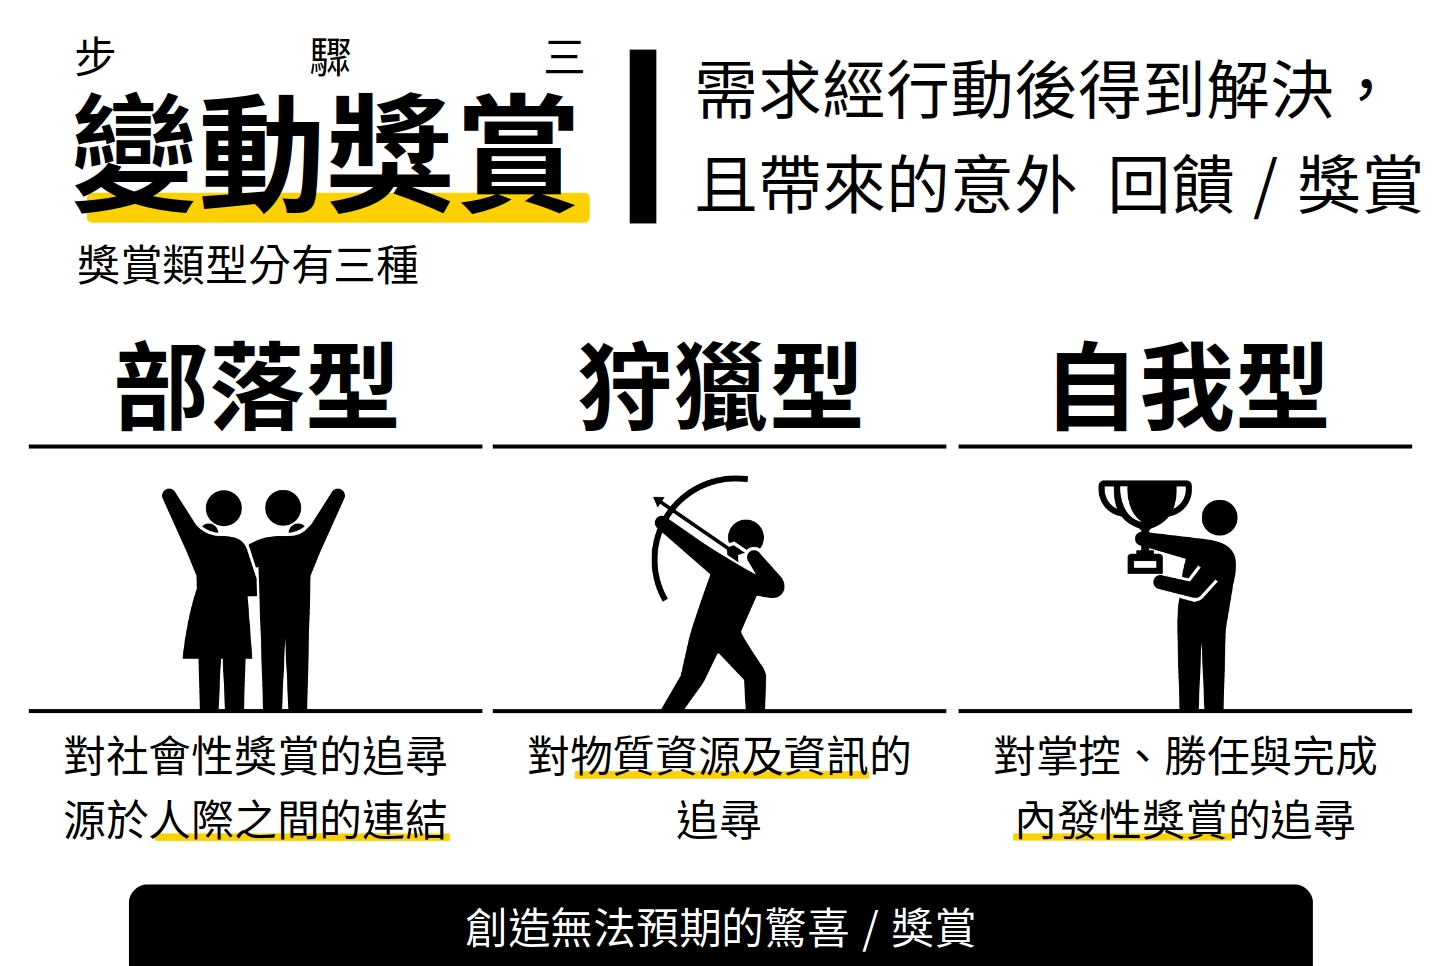 步驟三
變動獎賞
需求經行動後得到解決，
且帶來的意外 回饋 / 獎賞
獎賞類型分有三種
部落型
狩獵型
自我型
對社會性獎賞的追尋
源於人際之間的連結
對物質資源及資訊的
追尋
對掌控、勝任與完成
內發性獎賞的追尋
創造無法預期的驚喜 / 獎賞